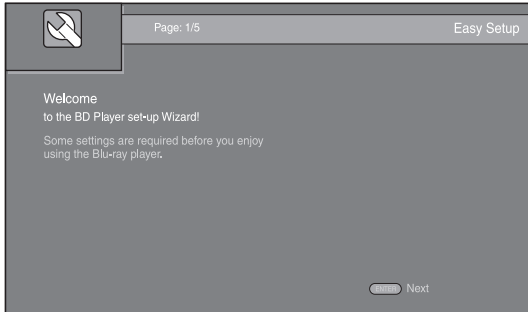 Page: 1/5
Easy Setup
Welcome
to the BD Player set-up Wizard!
Some settings are required before you enjoy
using the Blu-ray player.
ENTER Next